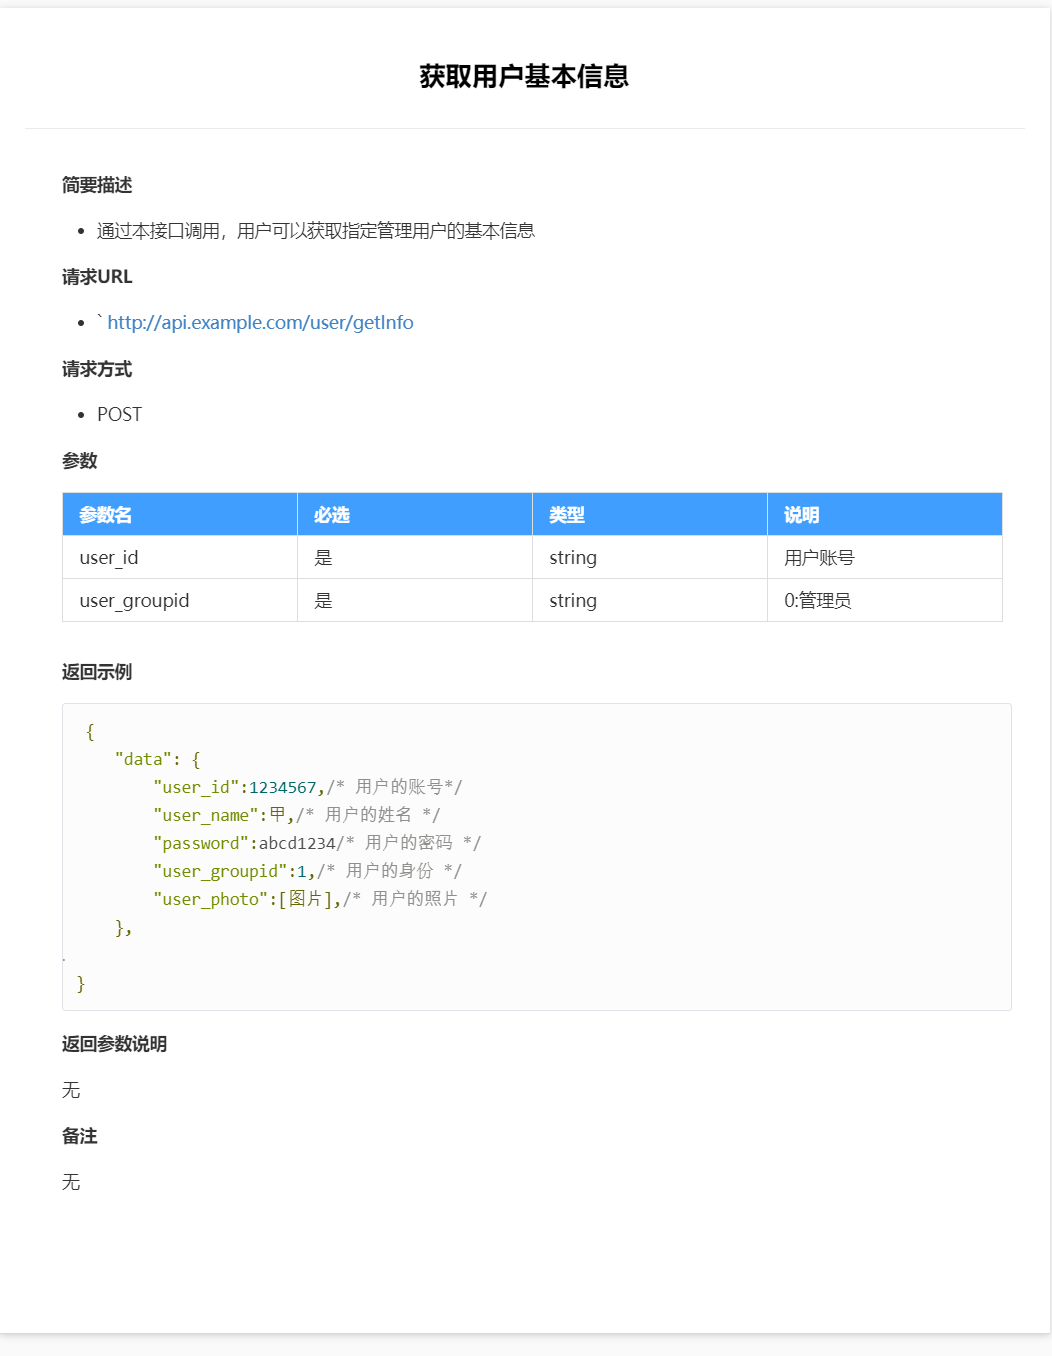 获取用户基本信息
简要描述
• 通过本接口调用，用户可以获取指定管理用户的基本信息
请求URL
• ` http://api.example.com/user/getInfo
请求方式
• POST
参数
参数名 必选 类型 说明
user_id 是 string 用户账号
user_groupid 是 string 0:管理员
返回示例
{
"data": {
"user_id":1234567,/* 用户的账号*/
"user_name":甲,/* 用户的姓名 */
"password":abcd1234/* 用户的密码 */
"user_groupid":1,/* 用户的身份 */
"user_photo":[图片],/* 用户的照片 */
},
.
}
返回参数说明
无
备注
无